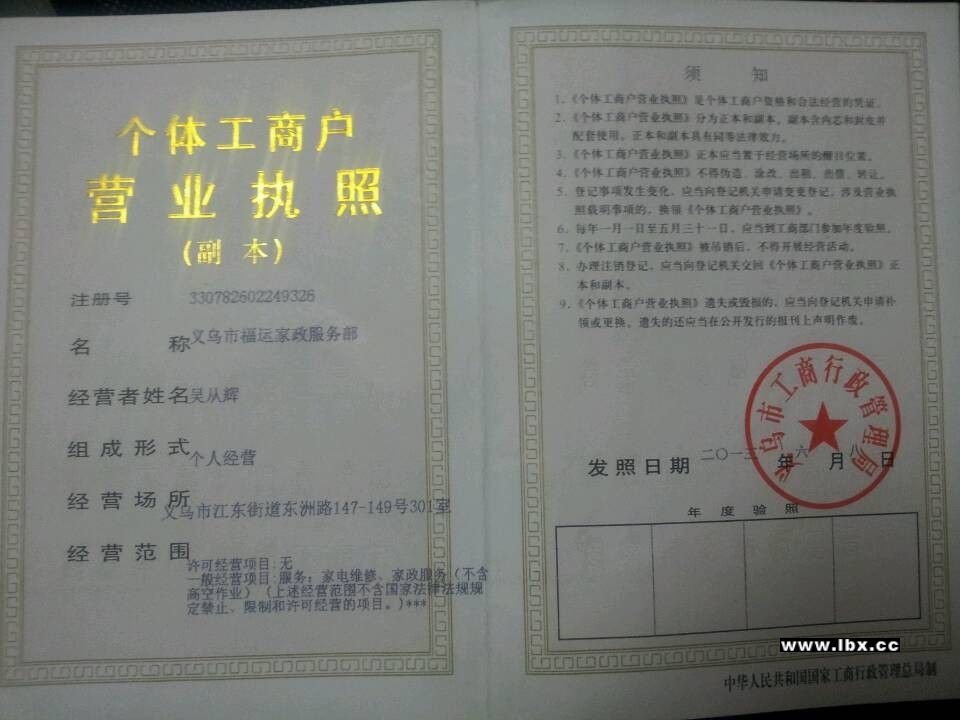 个体工商户
营业执照
(副本)
注册号 330782602249326
名称 义乌市福运家政服务部
经营者姓名 吴从辉
组成形式 个人经营
经营场所 义乌市江东街道东洲路147-149号301室
经营范围 许可经营项目：无
一般经营项目：服务：家电维修、家政服务（不含
高空作业）（上述经营范围不含国家法律法规规
定禁止、限制和许可经营的项目。）***
须知
1、《个体工商户营业执照》是个体工商户资格和合法经营的凭证。
2、《个体工商户营业执照》分为正本和副本，副本含内芯和封皮并
配套使用，正本和副本具有同等法律效力。
3、《个体工商户营业执照》正本应当置于经营场所的醒目位置。
4、《个体工商户营业执照》不得伪造、涂改、出租、出借、转让。
5、登记事项发生变化，应当向登记机关申请变更登记，涉及营业执
照载明事项的，换领《个体工商户营业执照》。
6、每年一月一日至五月三十一日，应当到工商部门参加年度验照。
7、《个体工商户营业执照》被吊销后，不得开展经营活动。
8、办理注销登记，应当向登记机关交回《个体工商户营业执照》正
本和副本。
9、《个体工商户营业执照》遗失或毁损的，应当向登记机关申请补
领或更换。遗失的还应当在公开发行的报刊上声明作废。
义乌市工商行政管理局
发照日期 二〇一 年六月八日
年度验照
www.lbx.cc
中华人民共和国国家工商行政管理总局制